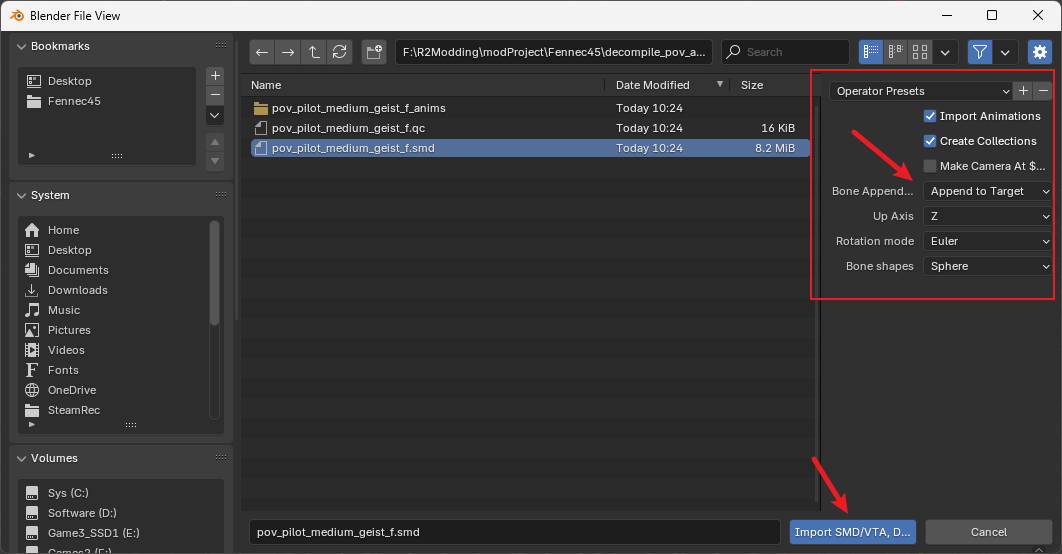 Blender File View
Bookmarks
Desktop
Fennec45
System
Home
Desktop
Documents
Downloads
Music
Pictures
Videos
Fonts
OneDrive
SteamRec
Volumes
Sys (C:)
Software (D:)
Game3_SSD1 (E:)
Games2 (F:)
F:\R2Modding\modProject\Fennec45\decompile_pov_a...
Search
Name Date Modified Size
pov_pilot_medium_geist_f_anims Today 10:24
pov_pilot_medium_geist_f.qc Today 10:24 16 KiB
pov_pilot_medium_geist_f.smd Today 10:24 8.2 MiB
Operator Presets
Import Animations
Create Collections
Make Camera At $...
Bone Append... Append to Target
Up Axis Z
Rotation mode Euler
Bone shapes Sphere
pov_pilot_medium_geist_f.smd
Import SMD/VTA, D...
Cancel